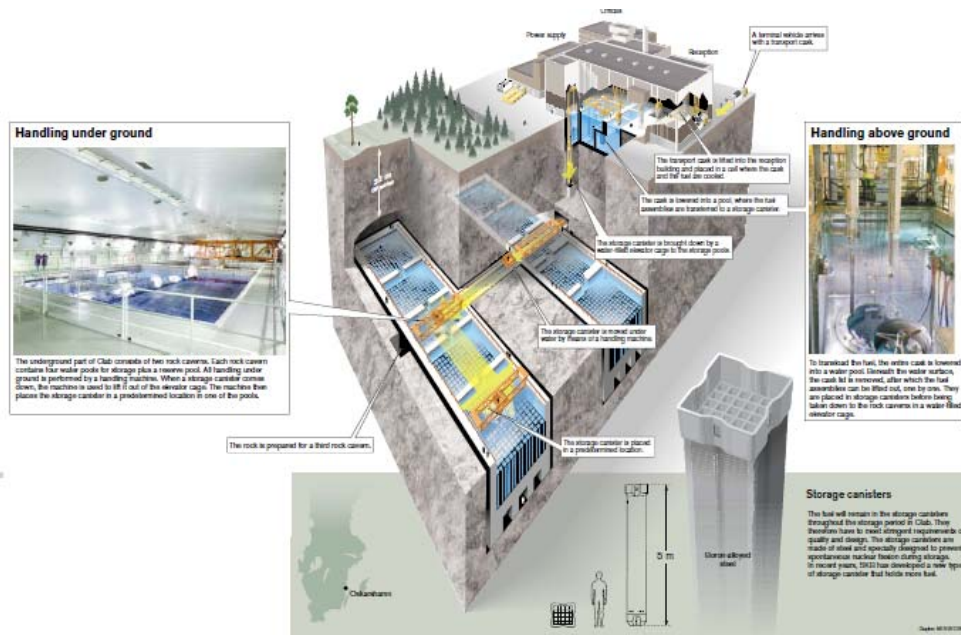 Power supply
Reception
A terminal vehicle arrives
with a transport cask.
Handling under ground
The underground part of Clab consists of two rock caverns. Each rock cavern
contains four water pools for storage plus a reserve pool. All handling under
ground is performed by a handling machine. When a storage canister comes
down, the machine is used to lift it out of the elevator cage. The machine then
places the storage canister in a predetermined location in one of the pools.
The transport cask is lifted into the reception
building and placed in a cell where the cask
and the fuel are cooled.
The cask is lowered into a pool, where the fuel
assemblies are transferred to a storage canister.
The storage canister is brought down by a
water-filled elevator cage to the storage pools.
The storage canister is moved under
water by means of a handling machine.
The storage canister is placed
in a predetermined location.
The rock is prepared for a third rock cavern.
Handling above ground
To transload the fuel, the entire cask is lowered
into a water pool. Beneath the water surface,
the cask lid is removed, after which the fuel
assemblies can be lifted out, one by one. They
are placed in storage canisters before being
taken down to the rock caverns in a water-filled
elevator cage.
Oskarshamn
5 m
Boron-alloyed
steel
Storage canisters
The fuel will remain in the storage canisters
throughout the storage period in Clab. They
therefore have to meet stringent requirements o
quality and design. The storage canisters are
made of steel and specially designed to prevent
spontaneous nuclear fission during storage.
In recent years, SKB has developed a new type
of storage canister that holds more fuel.